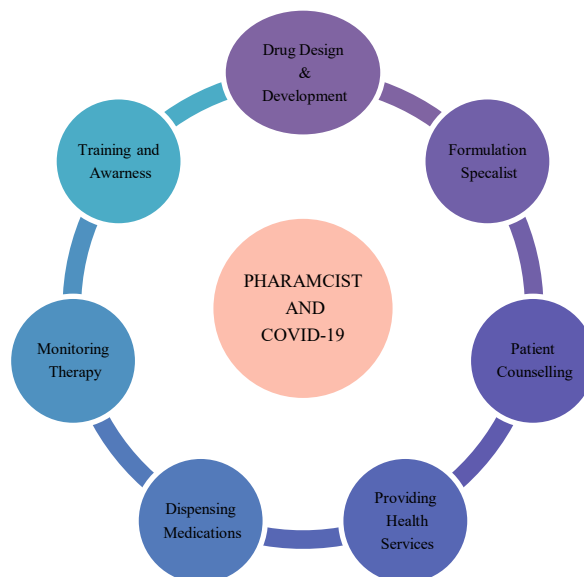 Drug Design
&
Development
Formulation
Specalist
Patient
Counselling
Providing
Health
Services
Dispensing
Medications
Monitoring
Therapy
Training and
Awarness
PHARAMCIST
AND
COVID-19